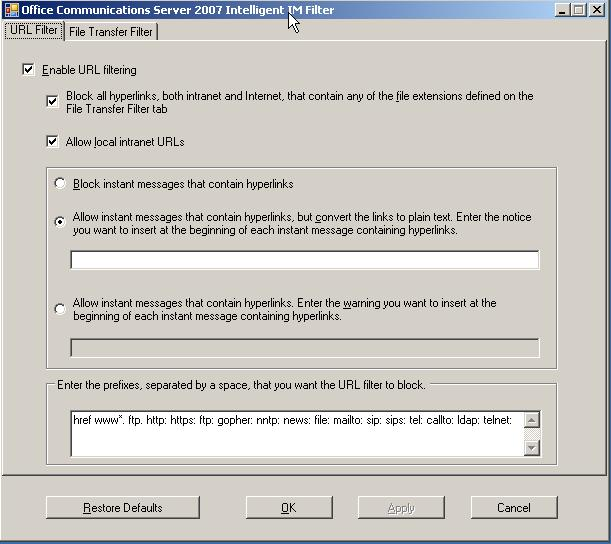 Office Communications Server 2007 Intelligent IM Filter
URL Filter
File Transfer Filter
Enable URL filtering
Block all hyperlinks, both intranet and Internet, that contain any of the file extensions defined on the
File Transfer Filter tab
Allow local intranet URLs
Block instant messages that contain hyperlinks
Allow instant messages that contain hyperlinks, but convert the links to plain text. Enter the notice
you want to insert at the beginning of each instant message containing hyperlinks.
Allow instant messages that contain hyperlinks. Enter the warning you want to insert at the
beginning of each instant message containing hyperlinks.
Enter the prefixes, separated by a space, that you want the URL filter to block.
href www*. ftp. http: https: ftp: gopher: nntp: news: file: mailto: sip: sips: tel: callto: ldap: telnet:
Restore Defaults
OK
Apply
Cancel